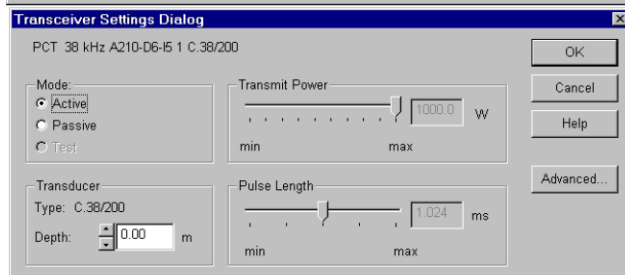 Transceiver Settings Dialog
PCT 38 kHz A210-D6-I5 1 C.38/200
Mode:
Active
Passive
Test
Transmit Power
1000.0 W
min max
Transducer
Type: C.38/200
Depth: 0.00 m
Pulse Length
1.024 ms
min max
OK
Cancel
Help
Advanced...